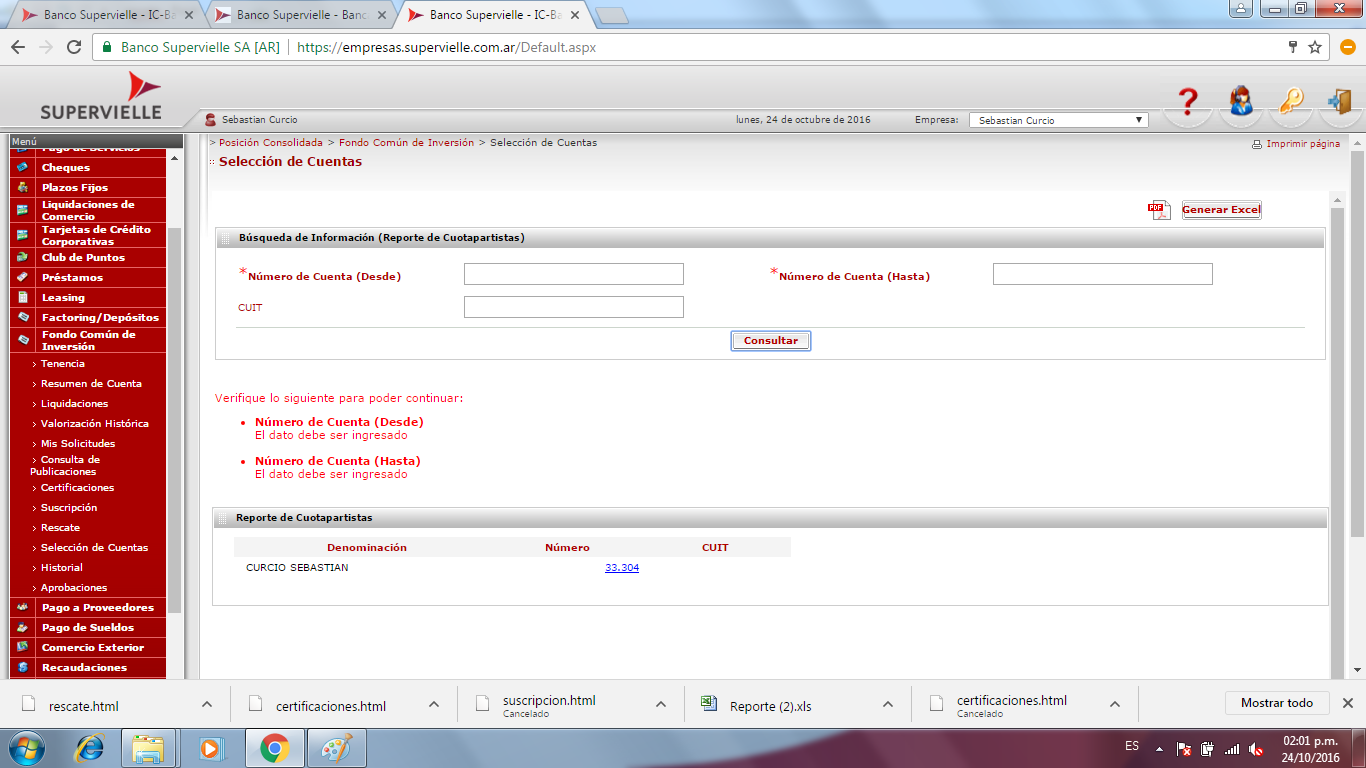 Banco Supervielle - IC-Ba
Banco Supervielle - Banc
Banco Supervielle - IC-Ba
Banco Supervielle SA [AR]
https://empresas.supervielle.com.ar/Default.aspx
SUPERVIELLE
Sebastian Curcio
lunes, 24 de octubre de 2016
Empresa:
Sebastian Curcio
Menú
Pago de Servicios
Cheques
Plazos Fijos
Liquidaciones de
Comercio
Tarjetas de Crédito
Corporativas
Club de Puntos
Préstamos
Leasing
Factoring/Depósitos
Fondo Común de
Inversión
> Tenencia
> Resumen de Cuenta
> Liquidaciones
> Valorización Histórica
> Mis Solicitudes
> Consulta de
Publicaciones
> Certificaciones
> Suscripción
> Rescate
> Selección de Cuentas
> Historial
> Aprobaciones
Pago a Proveedores
Pago de Sueldos
Comercio Exterior
Recaudaciones
> Posición Consolidada > Fondo Común de Inversión > Selección de Cuentas
Imprimir página
Selección de Cuentas
PDF
Generar Excel
Búsqueda de Información (Reporte de Cuotapartistas)
*Número de Cuenta (Desde)
*Número de Cuenta (Hasta)
CUIT
Consultar
Verifique lo siguiente para poder continuar:
• Número de Cuenta (Desde)
El dato debe ser ingresado
• Número de Cuenta (Hasta)
El dato debe ser ingresado
Reporte de Cuotapartistas
Denominación Número CUIT
CURCIO SEBASTIAN 33.304
rescate.html
certificaciones.html
suscripcion.html
Cancelado
Reporte (2).xls
certificaciones.html
Cancelado
Mostrar todo
ES
02:01 p.m.
24/10/2016